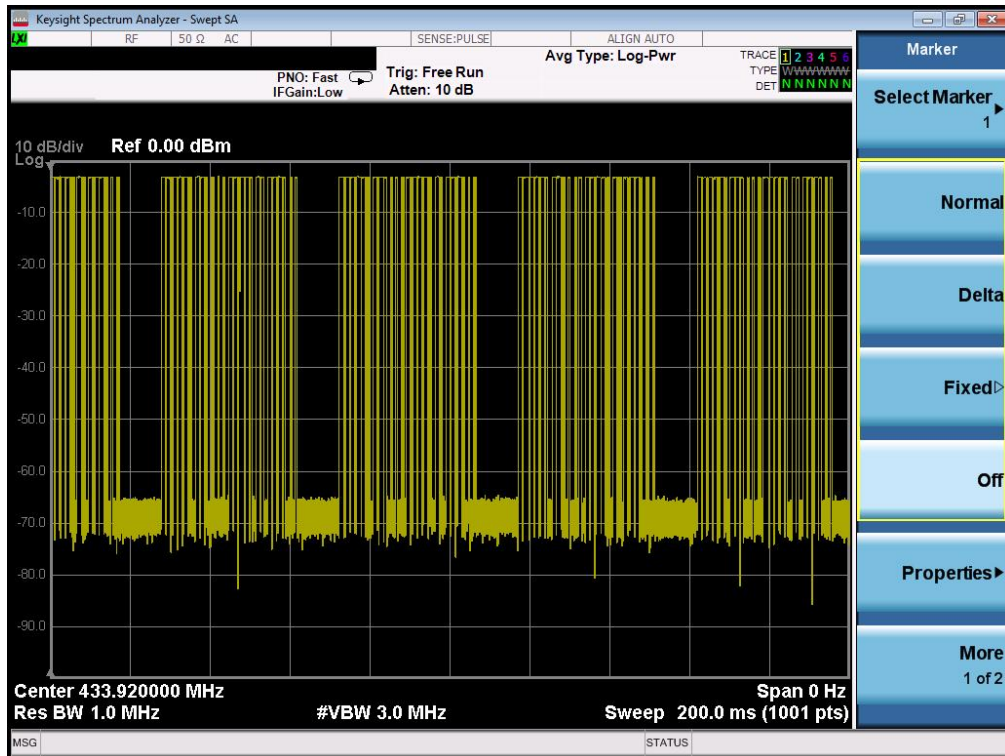 Keysight Spectrum Analyzer - Swept SA
LXI RF 50 Ω AC SENSE:PULSE ALIGN AUTO
Marker
Avg Type: Log-Pwr
TRACE 1 2 3 4 5 6
PNO: Fast
Trig: Free Run
TYPE WWWWWWW
IFGain:Low
Atten: 10 dB
DET N N N N N N
Select Marker
1
10 dB/div Ref 0.00 dBm
Log
Normal
-10.0
-20.0
Delta
-30.0
-40.0
Fixed
-50.0
-60.0
Off
-70.0
-80.0
Properties
-90.0
More
1 of 2
Center 433.920000 MHz
Span 0 Hz
Res BW 1.0 MHz
#VBW 3.0 MHz
Sweep 200.0 ms (1001 pts)
MSG
STATUS